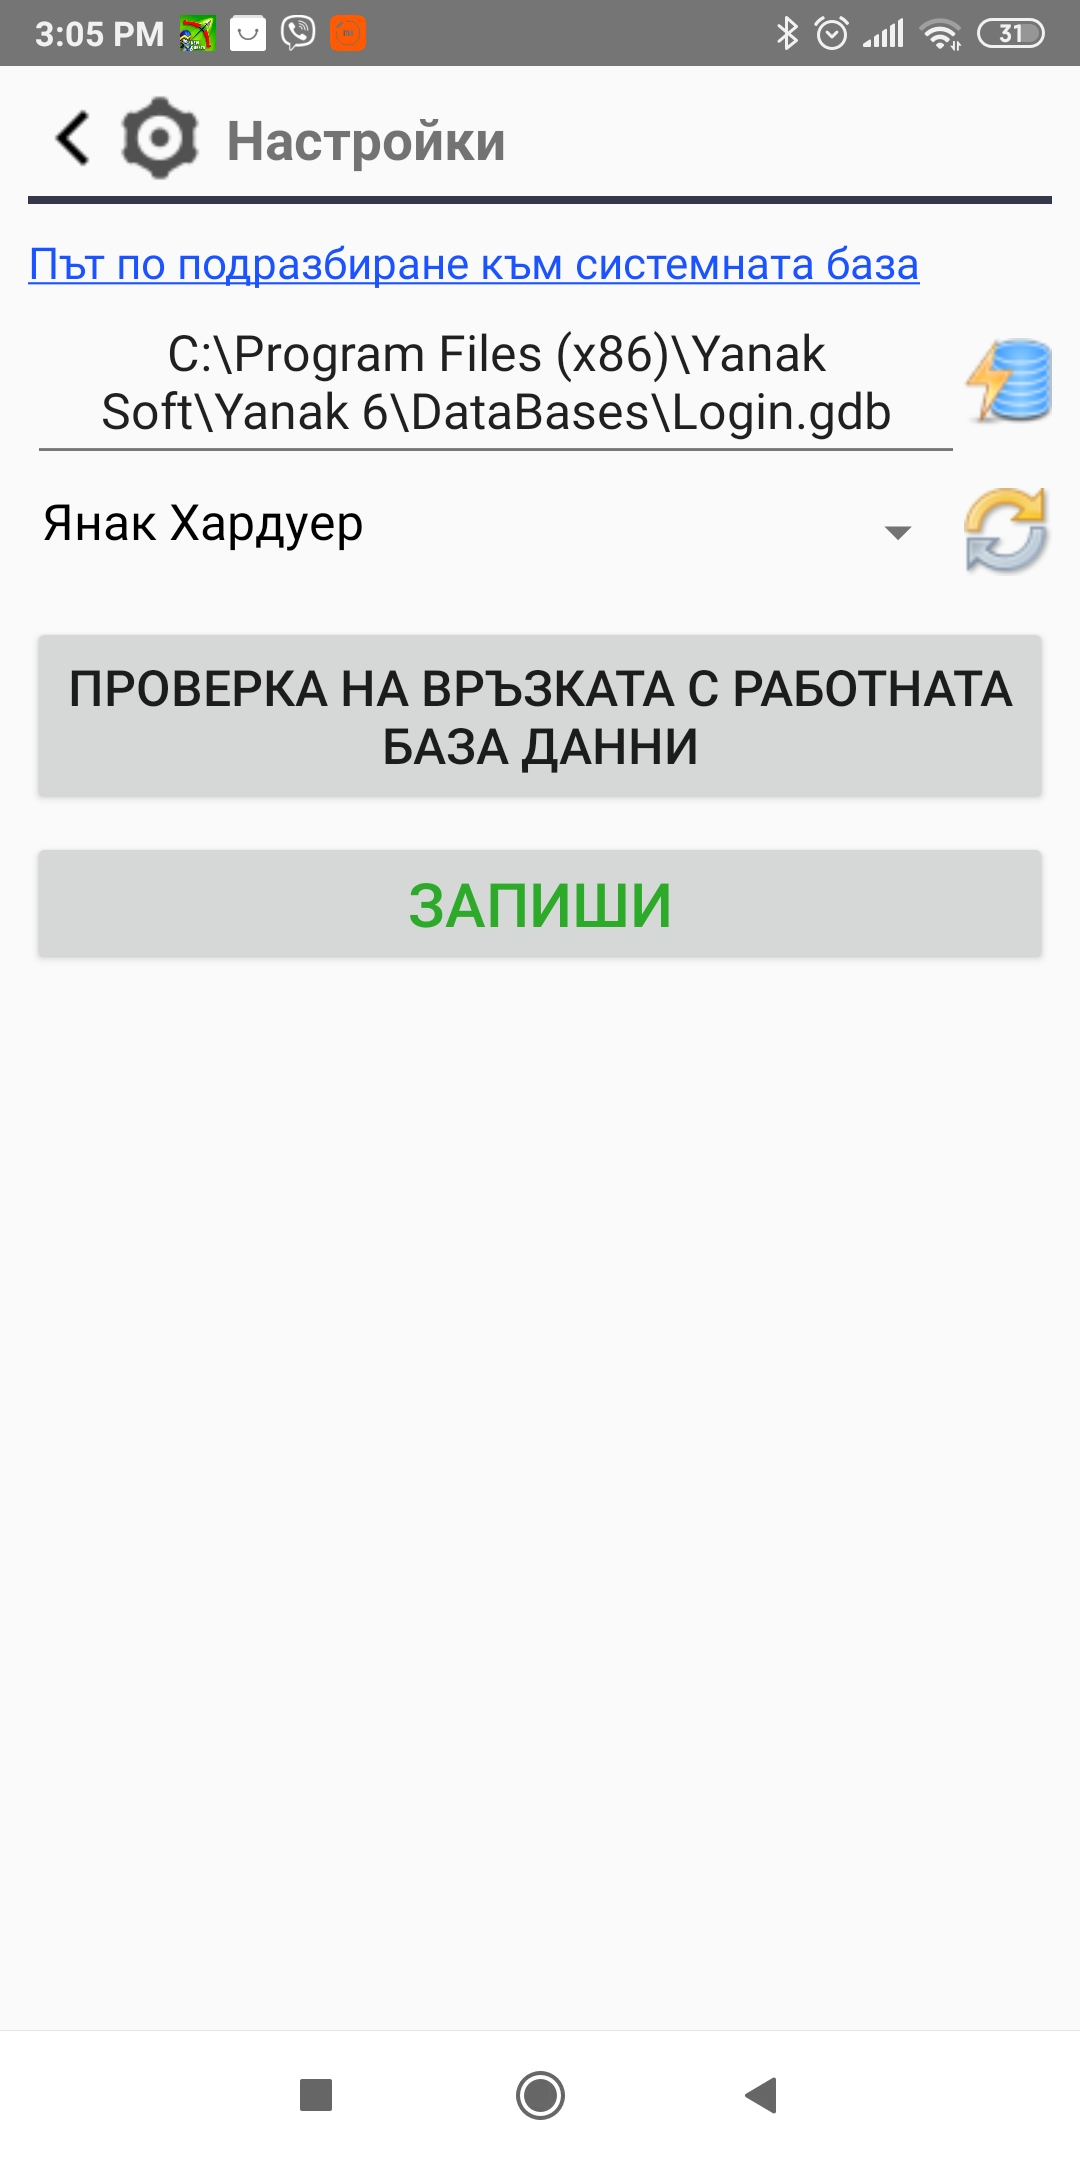 3:05 PM
31
Настройки
Път по подразбиране към системната база
C:\Program Files (x86)\Yanak
Soft\Yanak 6\DataBases\Login.gdb
Янак Хардуер
ПРОВЕРКА НА ВРЪЗКАТА С РАБОТНАТА
БАЗА ДАННИ
ЗАПИШИ